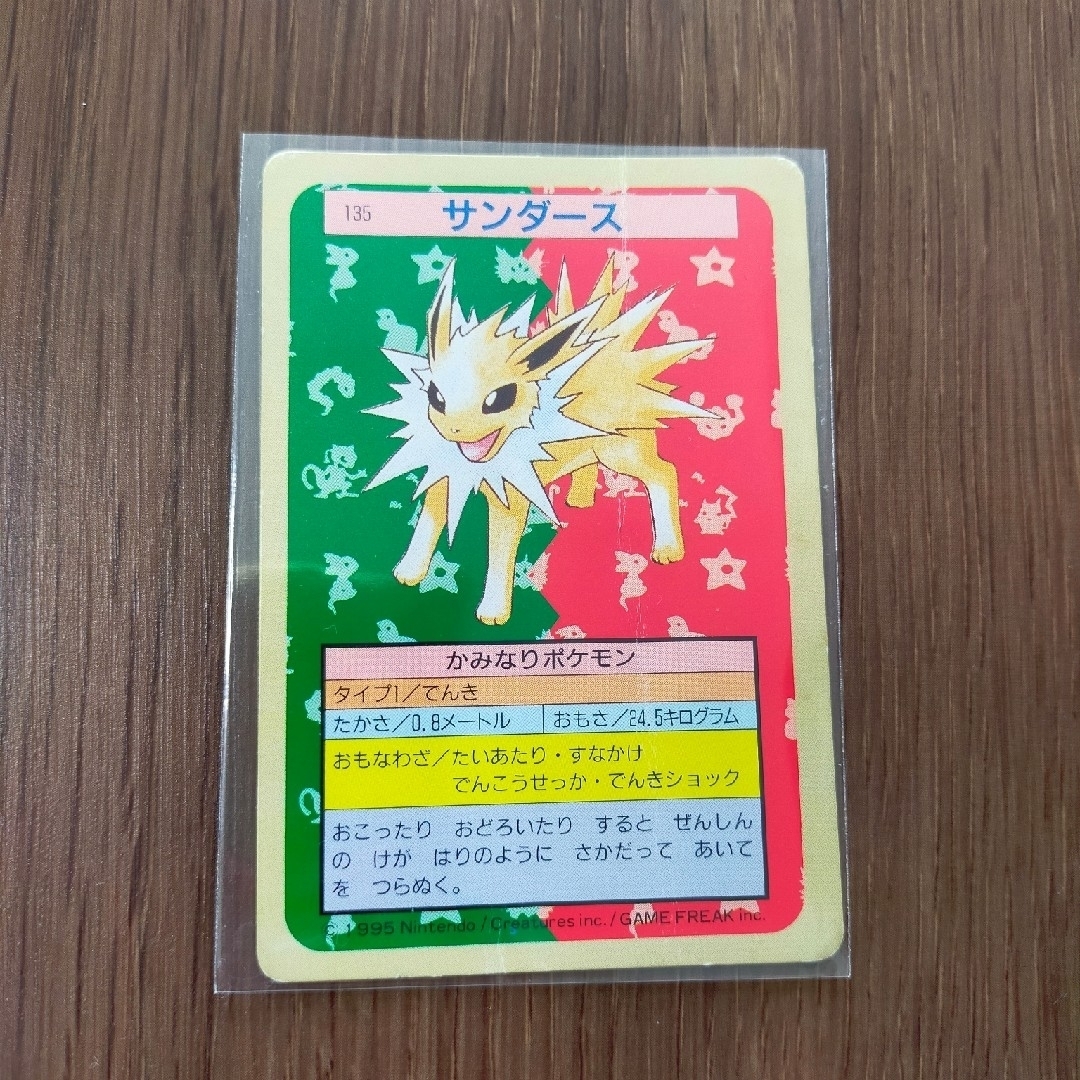 135 サンダース
かみなりポケモン
タイプ1／でんき
たかさ／0.8メートル おもさ／24.5キログラム
おもなわざ／たいあたり・すなかけ
でんこうせっか・でんきショック
おこったり おどろいたり すると ぜんしん
の けが はりのように さかだって あいて
を つらぬく。
© 1995 Nintendo / Creatures inc. / GAME FREAK inc.